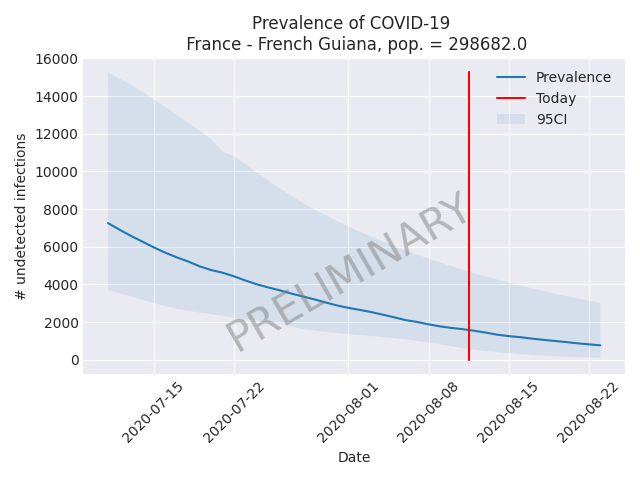 Prevalence of COVID-19
France - French Guiana, pop. = 298682.0
16000
14000
12000
10000
8000
6000
4000
2000
0
# undetected infections
Prevalence
Today
95CI
PRELIMINARY
2020-07-15
2020-07-22
2020-08-01
2020-08-08
2020-08-15
2020-08-22
Date